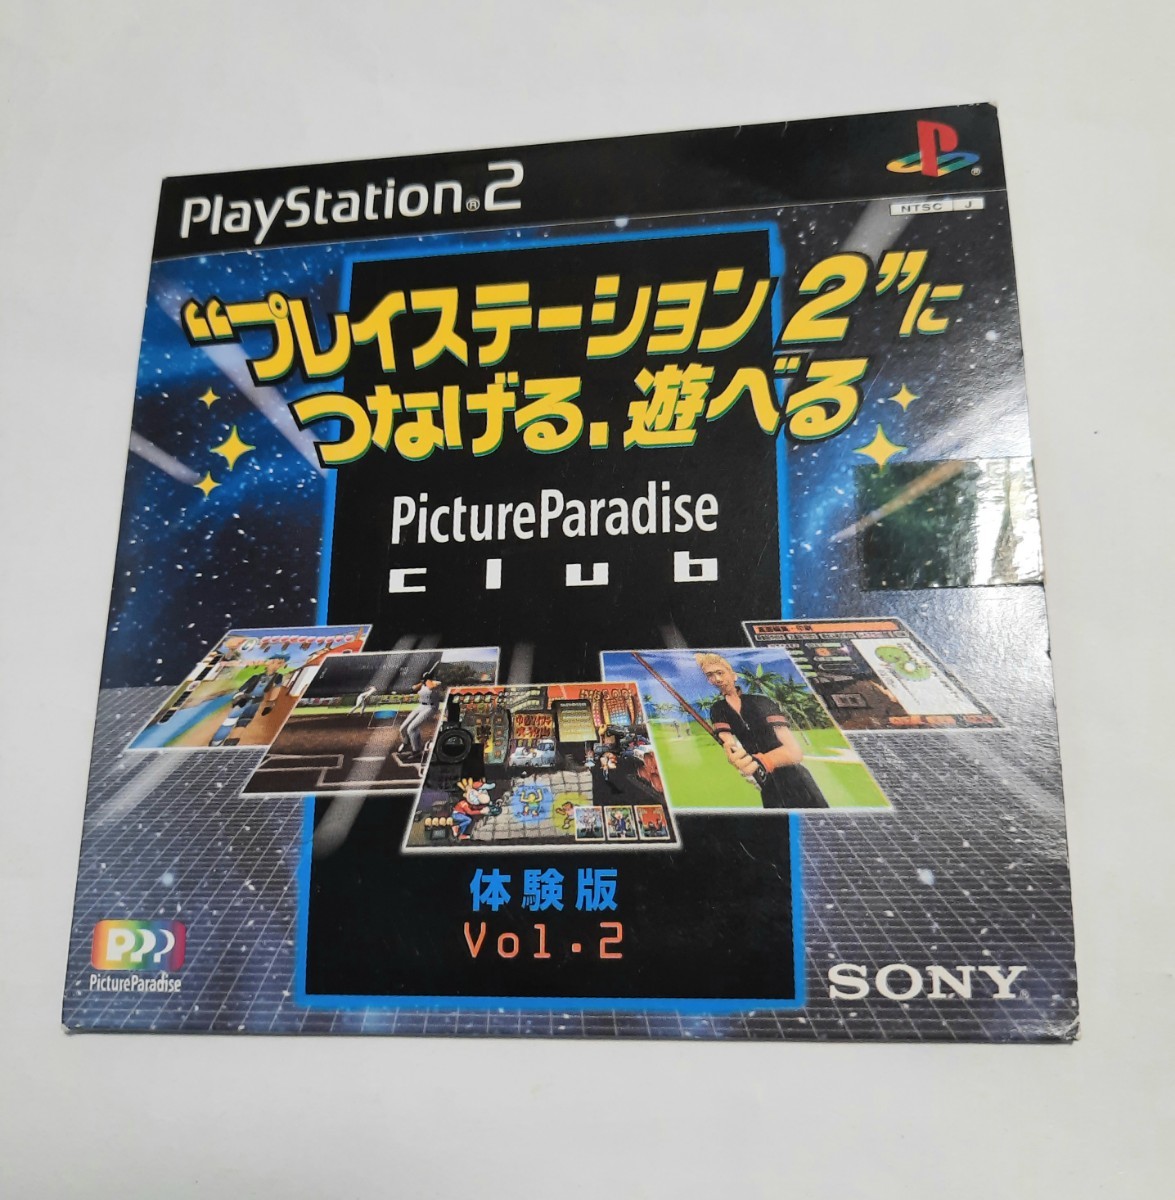 PlayStation®2
NTSC J
“プレイステーション2”に
つなげる.遊べる
PictureParadise
club
体験版
Vol.2
PPP
PictureParadise
SONY®